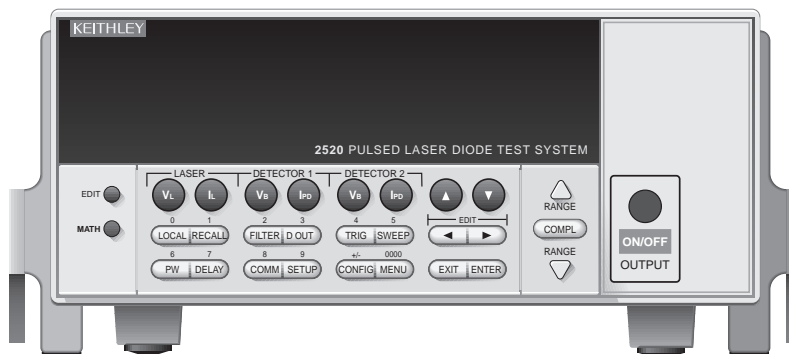 KEITHLEY
2520 PULSED LASER DIODE TEST SYSTEM
LASER DETECTOR 1 DETECTOR 2
EDIT VL IL VB IPD VB IPD ▲ ▼
RANGE
0 1 2 3 4 5 EDIT
MATH LOCAL RECALL FILTER D OUT TRIG SWEEP ◄ ► COMPL
6 7 8 9 +/- 0000 RANGE
PW DELAY COMM SETUP CONFIG MENU EXIT ENTER
ON/OFF
OUTPUT